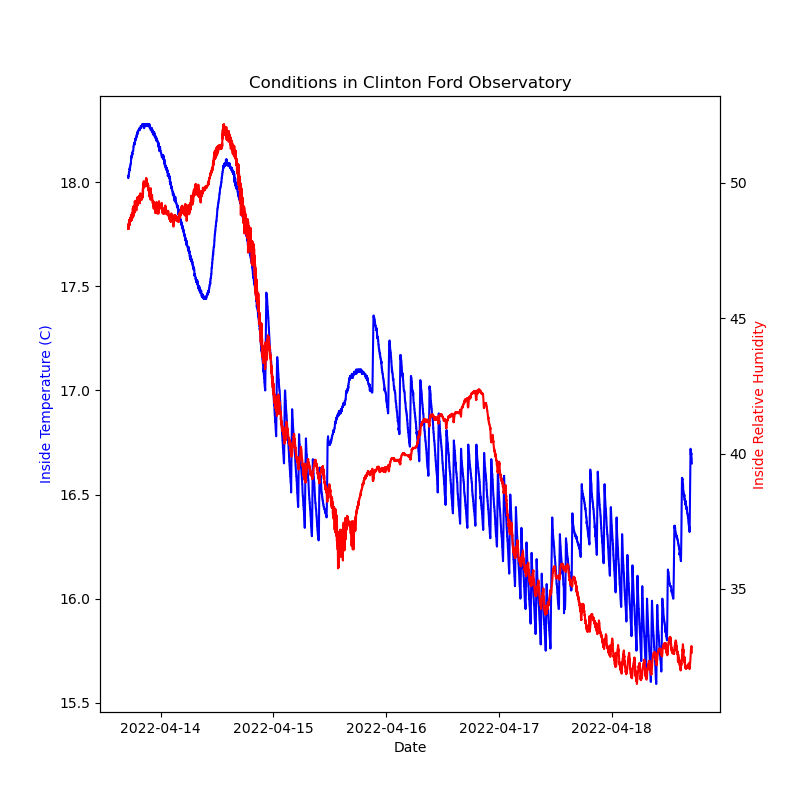 Conditions in Clinton Ford Observatory
Inside Temperature (C)
18.0
17.5
17.0
16.5
16.0
15.5
50
45
40
35
Inside Relative Humidity
2022-04-14 2022-04-15 2022-04-16 2022-04-17 2022-04-18
Date